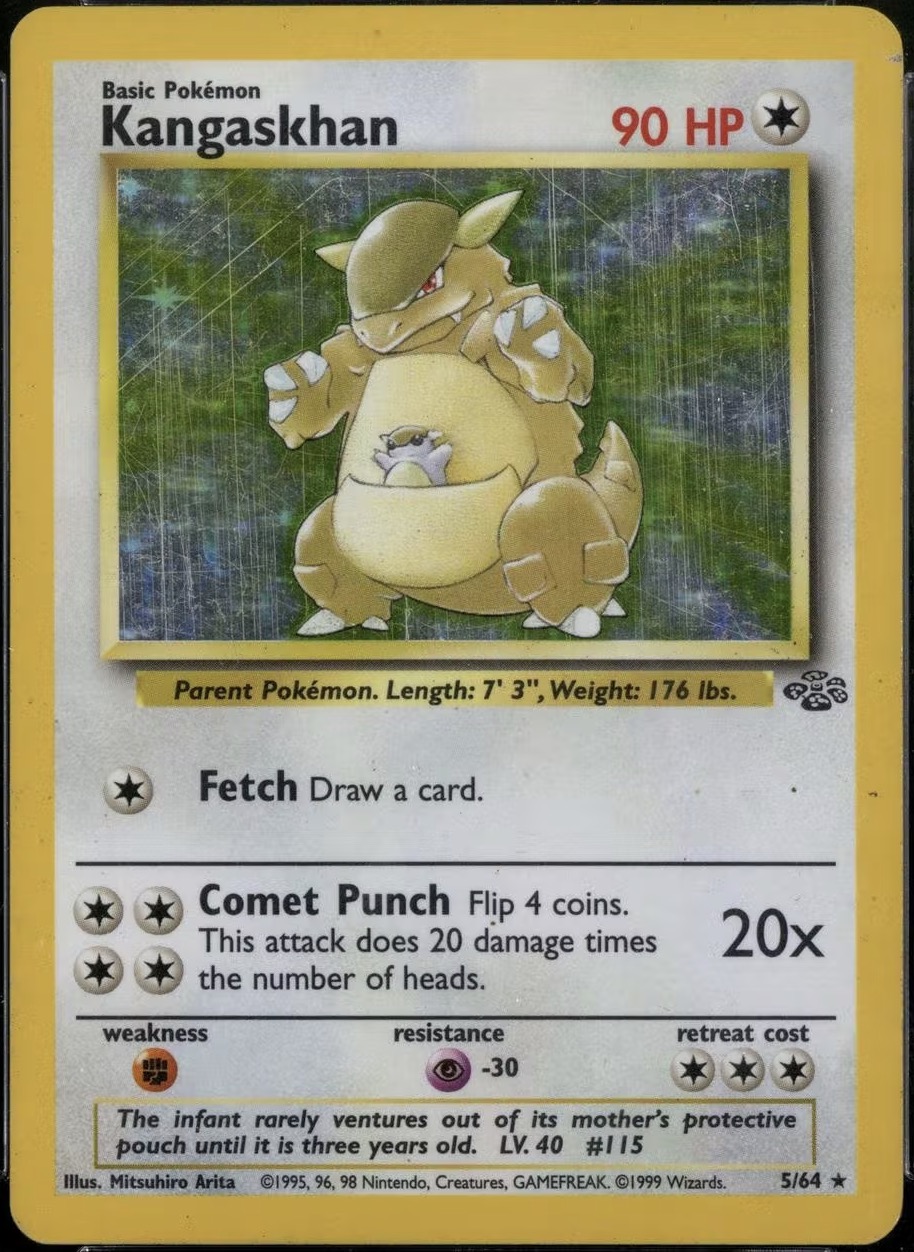 Basic Pokémon
Kangaskhan
90 HP
Parent Pokémon. Length: 7' 3", Weight: 176 lbs.
Fetch Draw a card.
Comet Punch Flip 4 coins.
This attack does 20 damage times
the number of heads.
20x
weakness
resistance
retreat cost
-30
The infant rarely ventures out of its mother's protective
pouch until it is three years old. LV. 40 #115
Illus. Mitsuhiro Arita ©1995, 96, 98 Nintendo, Creatures, GAMEFREAK. ©1999 Wizards. 5/64 ★